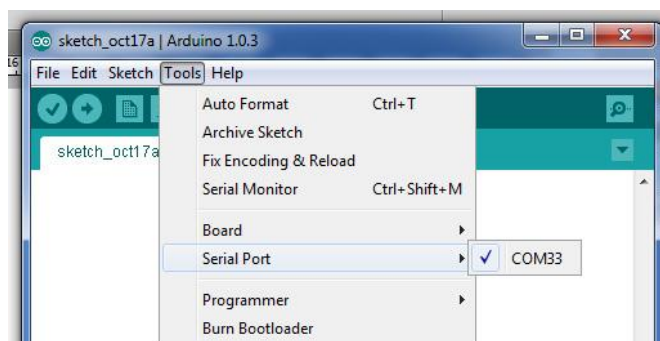 sketch_oct17a | Arduino 1.0.3
16
File Edit Sketch Tools Help
Auto Format Ctrl+T
Archive Sketch
sketch_oct17a
Fix Encoding & Reload
Serial Monitor Ctrl+Shift+M
Board
Serial Port COM33
Programmer
Burn Bootloader